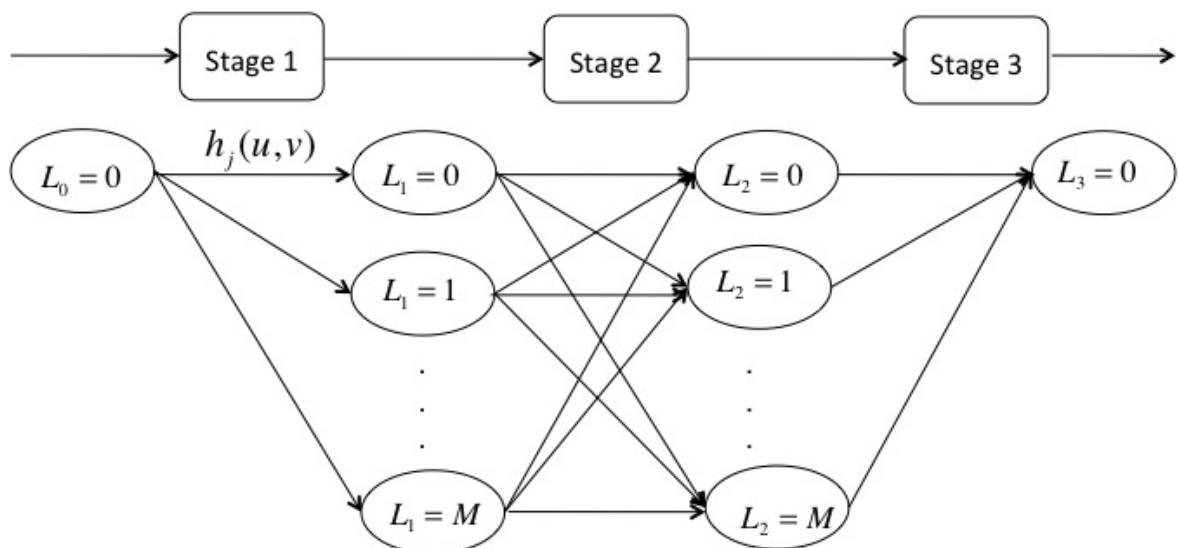 Stage 1 Stage 2 Stage 3
h_j(u,v)
L_0 = 0 L_1 = 0 L_2 = 0 L_3 = 0
L_1 = 1 L_2 = 1
. .
. .
. .
L_1 = M L_2 = M